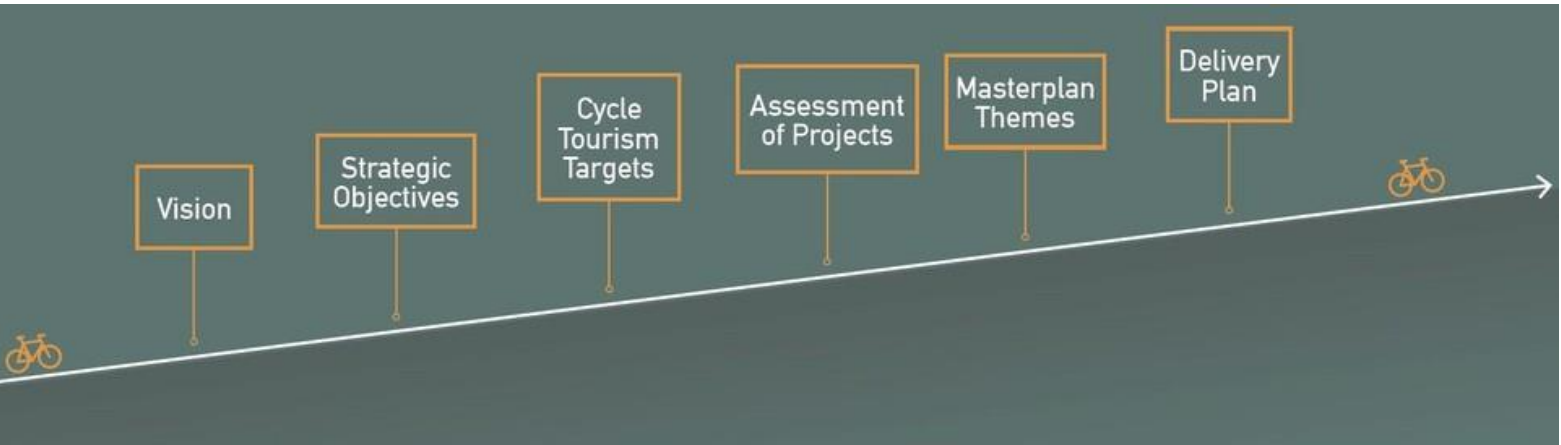 Vision
Strategic
Objectives
Cycle
Tourism
Targets
Assessment
of Projects
Masterplan
Themes
Delivery
Plan